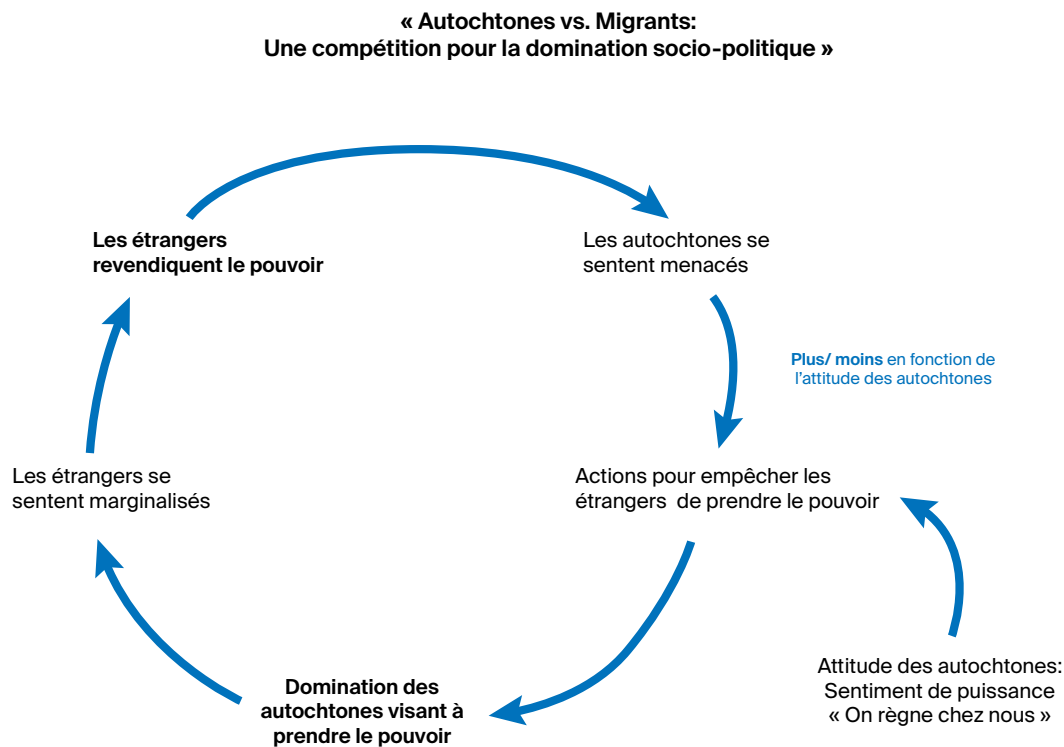 « Autochtones vs. Migrants:
Une compétition pour la domination socio-politique »
Les étrangers
revendiquent le pouvoir
Les autochtones se
sentent menacés
Plus/ moins en fonction de
l'attitude des autochtones
Les étrangers se
sentent marginalisés
Actions pour empêcher les
étrangers de prendre le pouvoir
Domination des
autochtones visant à
prendre le pouvoir
Attitude des autochtones:
Sentiment de puissance
« On règne chez nous »